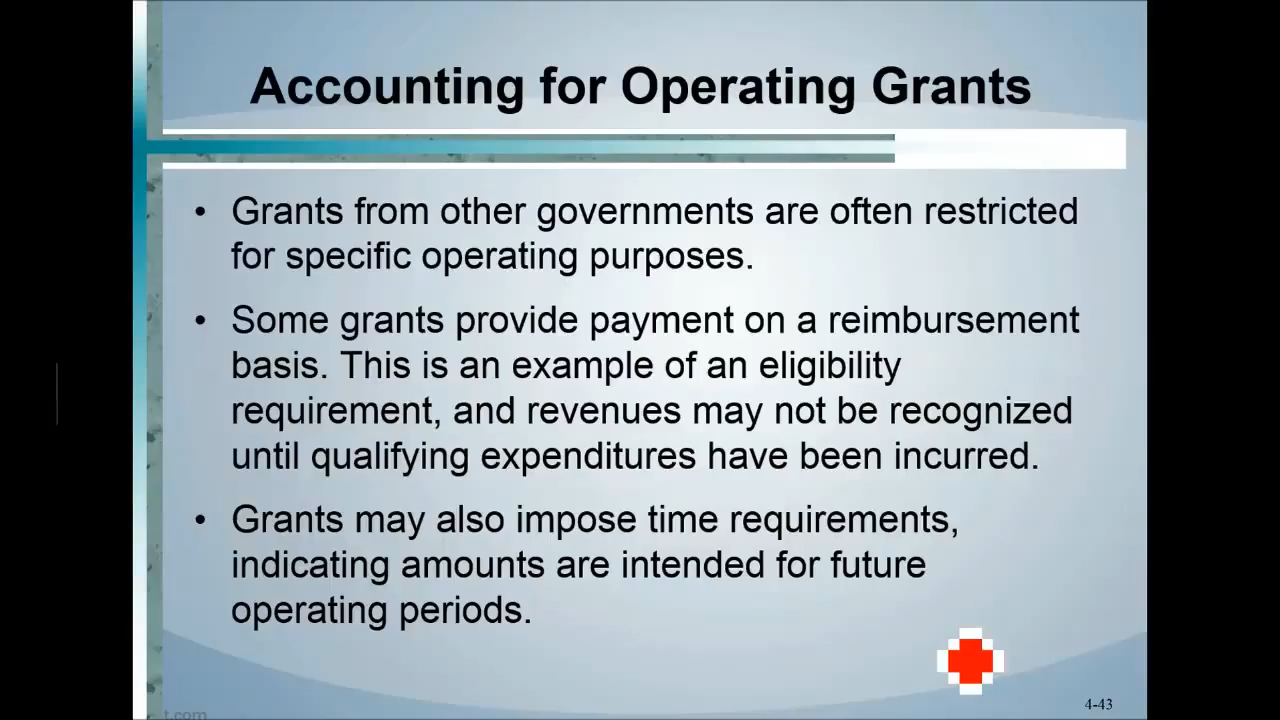 Accounting for Operating Grants
• Grants from other governments are often restricted
for specific operating purposes.
• Some grants provide payment on a reimbursement
basis. This is an example of an eligibility
requirement, and revenues may not be recognized
until qualifying expenditures have been incurred.
• Grants may also impose time requirements,
indicating amounts are intended for future
operating periods.
4-43
t.com